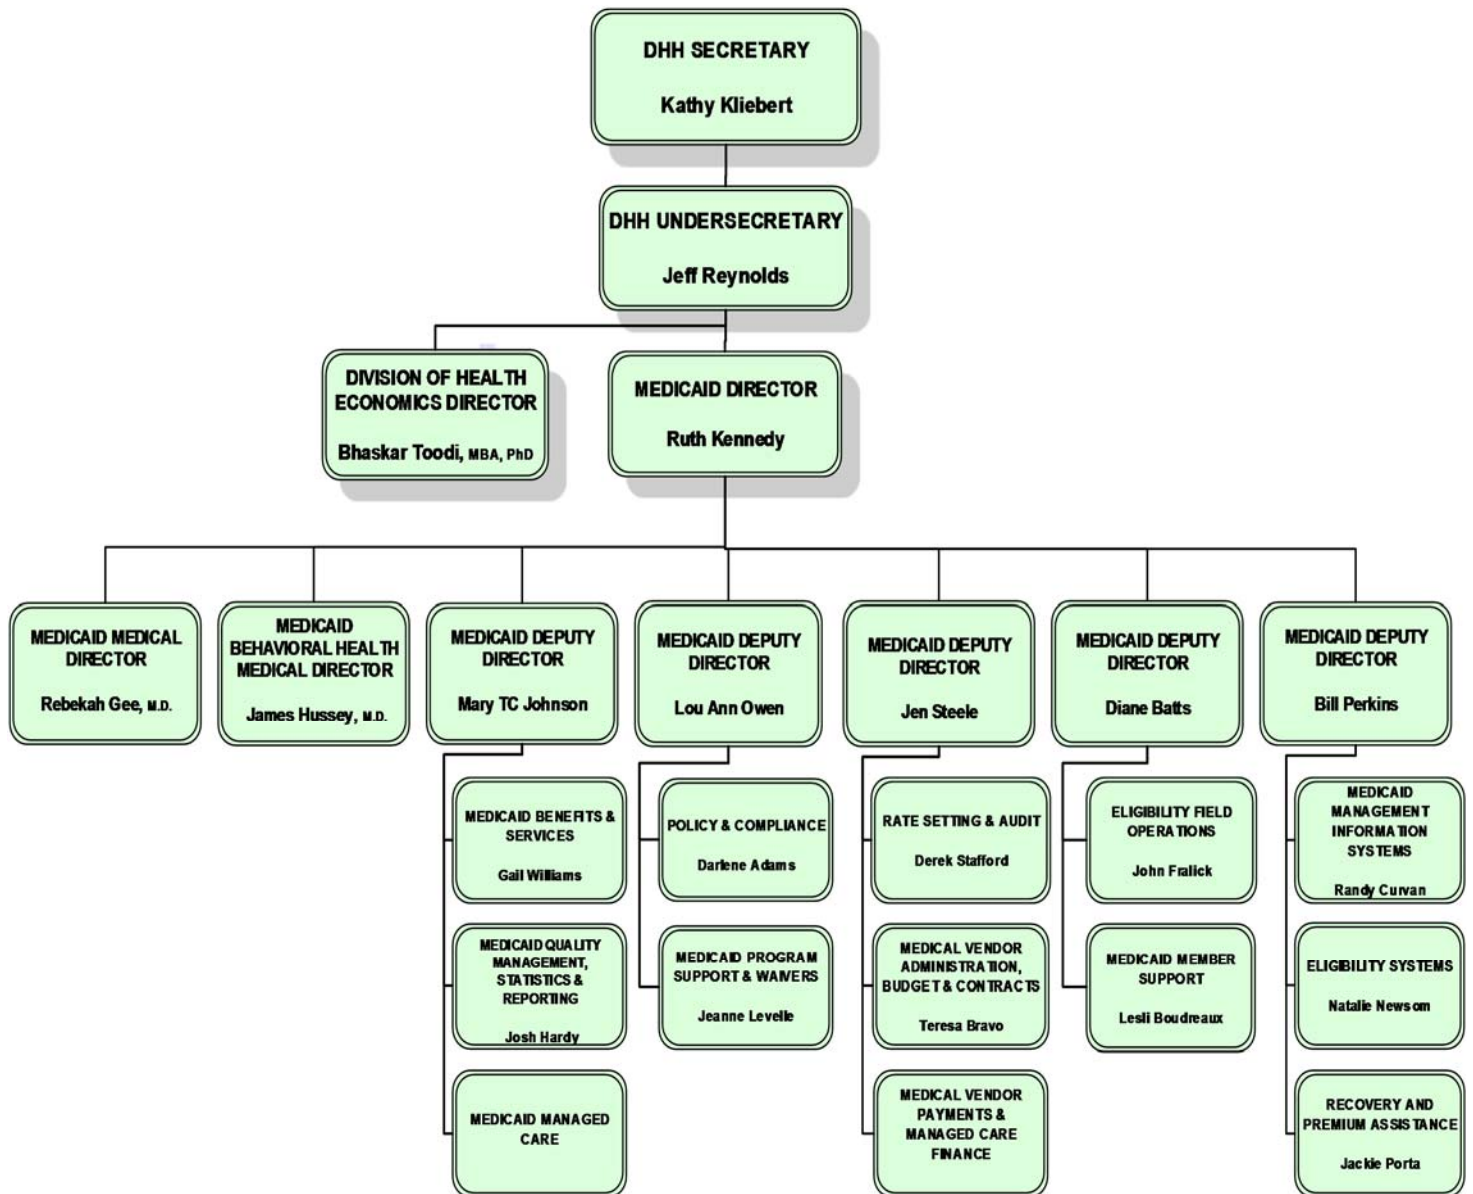 DHH SECRETARY
Kathy Kliebert
DHH UNDERSECRETARY
Jeff Reynolds
DIVISION OF HEALTH
ECONOMICS DIRECTOR
Bhaskar Toodi, MBA, PhD
MEDICAID DIRECTOR
Ruth Kennedy
MEDICAID MEDICAL
DIRECTOR
Rebekah Gee, M.D.
MEDICAID
BEHAVIORAL HEALTH
MEDICAL DIRECTOR
James Hussey, M.D.
MEDICAID DEPUTY
DIRECTOR
Mary TC Johnson
MEDICAID DEPUTY
DIRECTOR
Lou Ann Owen
MEDICAID DEPUTY
DIRECTOR
Jen Steele
MEDICAID DEPUTY
DIRECTOR
Diane Batts
MEDICAID DEPUTY
DIRECTOR
Bill Perkins
MEDICAID BENEFITS &
SERVICES
Gail Williams
POLICY & COMPLIANCE
Darlene Adams
RATE SETTING & AUDIT
Derek Stafford
ELIGIBILITY FIELD
OPERATIONS
John Fralick
MEDICAID
MANAGEMENT
INFORMATION
SYSTEMS
Randy Curvan
MEDICAID QUALITY
MANAGEMENT,
STATISTICS &
REPORTING
Josh Hardy
MEDICAID PROGRAM
SUPPORT & WAIVERS
Jeanne Levelle
MEDICAL VENDOR
ADMINISTRATION,
BUDGET & CONTRACTS
Teresa Bravo
MEDICAID MEMBER
SUPPORT
Lesli Boudreaux
ELIGIBILITY SYSTEMS
Natalie Newsom
MEDICAID MANAGED
CARE
MEDICAL VENDOR
PAYMENTS &
MANAGED CARE
FINANCE
RECOVERY AND
PREMIUM ASSISTANCE
Jackie Porta